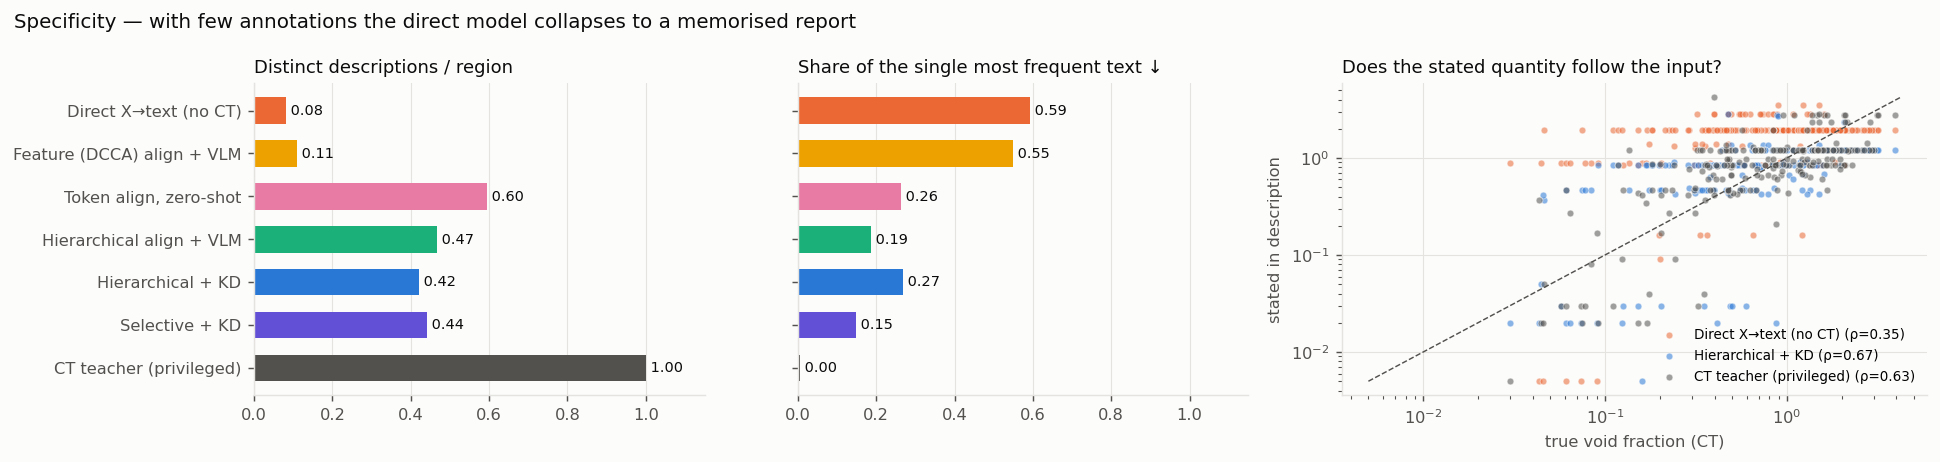 Specificity — with few annotations the direct model collapses to a memorised report
Distinct descriptions / region
Direct X→text (no CT)
0.08
Feature (DCCA) align + VLM
0.11
Token align, zero-shot
0.60
Hierarchical align + VLM
0.47
Hierarchical + KD
0.42
Selective + KD
0.44
CT teacher (privileged)
1.00
0.0 0.2 0.4 0.6 0.8 1.0
Share of the single most frequent text ↓
0.59
0.55
0.26
0.19
0.27
0.15
0.00
0.0 0.2 0.4 0.6 0.8 1.0
Does the stated quantity follow the input?
stated in description
10⁰
10⁻¹
10⁻²
Direct X→text (no CT) (ρ=0.35)
Hierarchical + KD (ρ=0.67)
CT teacher (privileged) (ρ=0.63)
10⁻² 10⁻¹ 10⁰
true void fraction (CT)